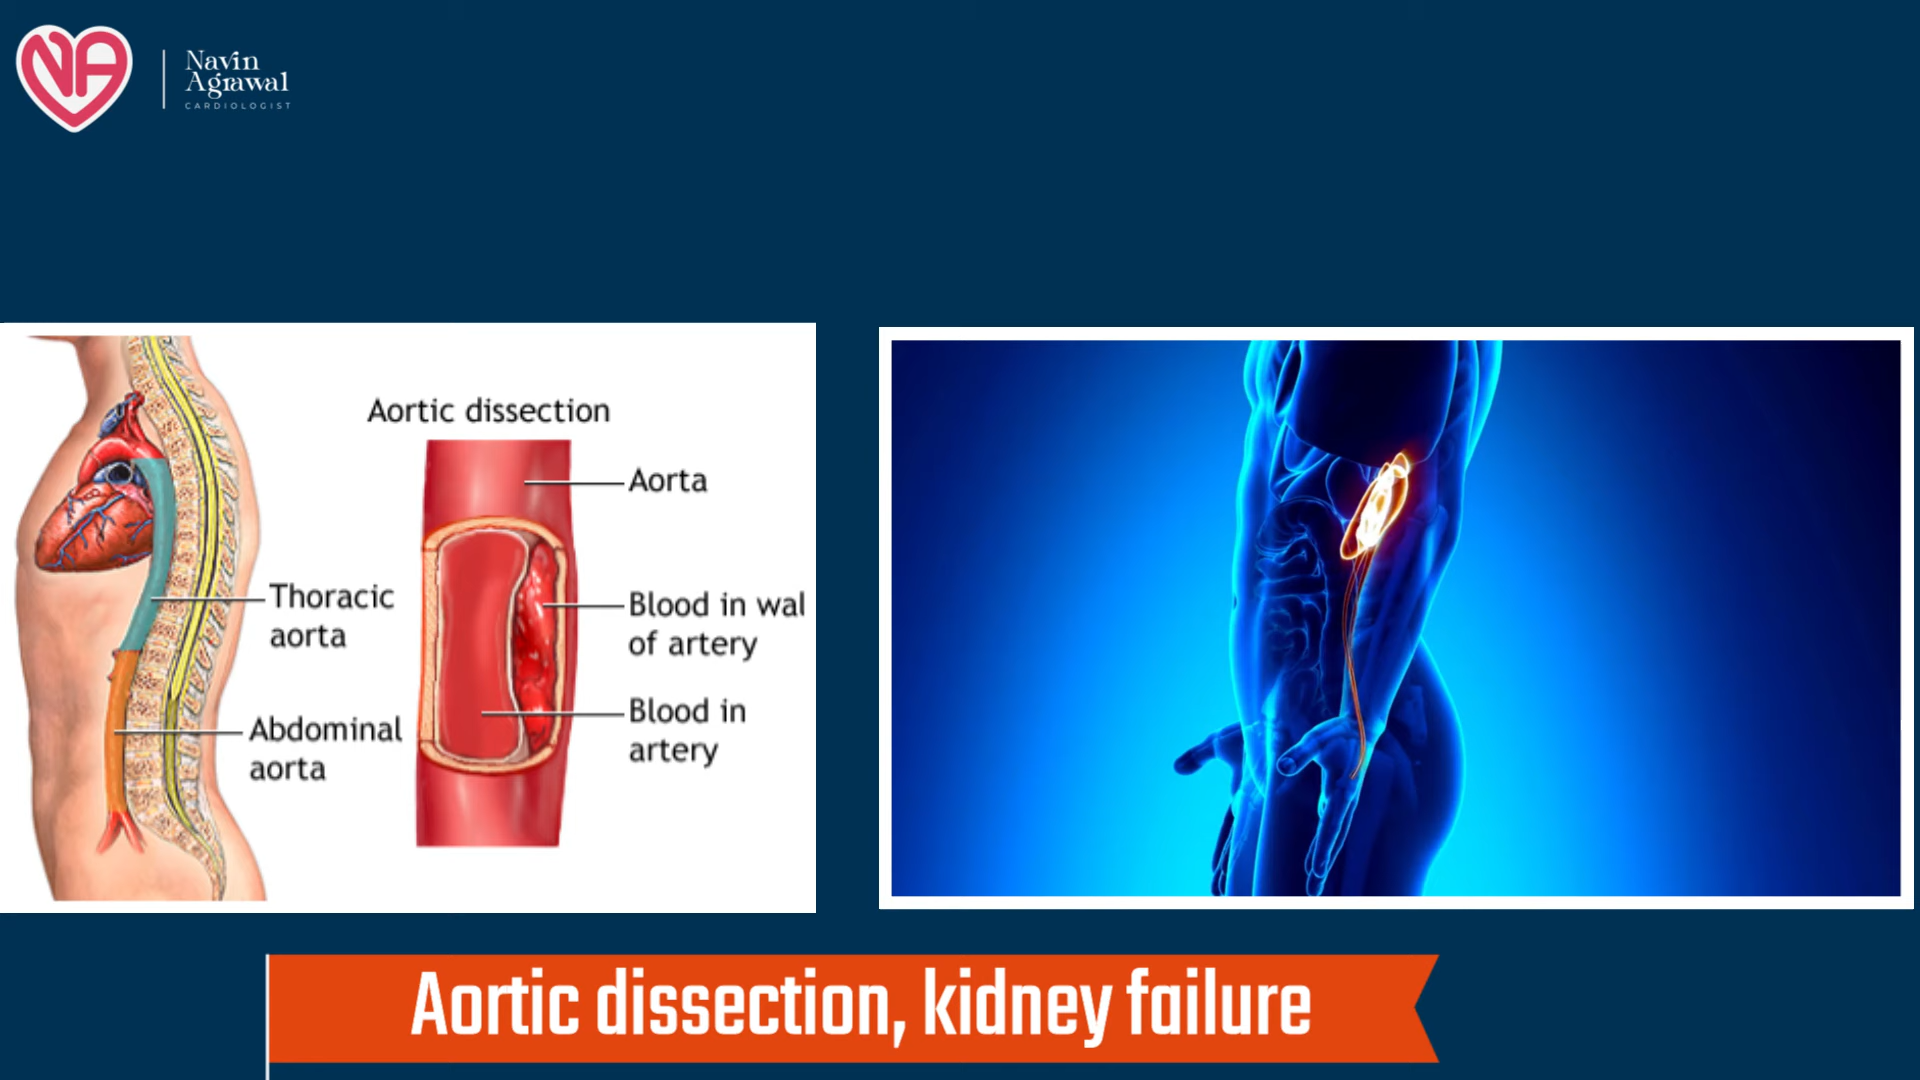 NA
Navin
Agrawal
CARDIOLOGIST
Aortic dissection
Aorta
Thoracic
aorta
Blood in wal
of artery
Abdominal
aorta
Blood in
artery
Aortic dissection, kidney failure